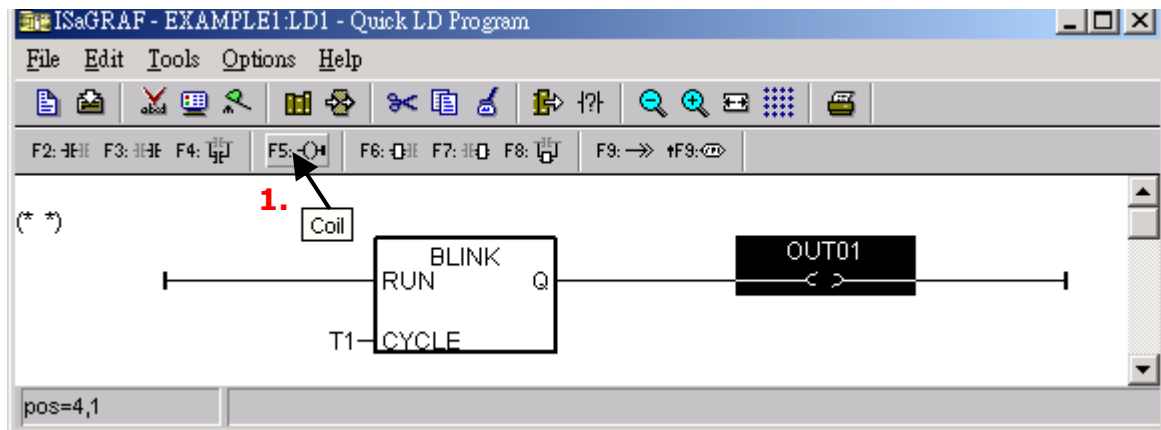 ISaGRAF - EXAMPLE1:LD1 - Quick LD Program
File Edit Tools Options Help
abcd
?
F2: F3: F4: F5: F6: F7: F8: F9: F9:
1.
(* *)
Coil
BLINK
OUT01
RUN Q
T1 CYCLE
pos=4,1